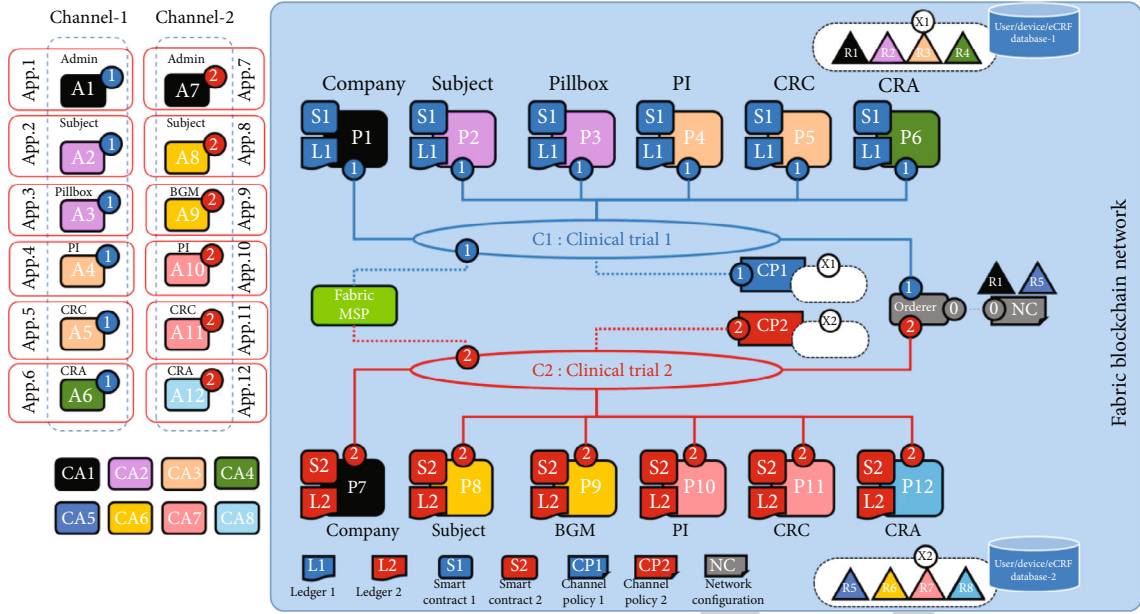 Channel-1
Channel-2
App.1
Admin
A1
1
Admin
A7
2
App.7
App.2
Subject
A2
1
Subject
A8
2
App.8
App.3
Pillbox
A3
1
BGM
A9
2
App.9
App.4
PI
A4
1
PI
A10
2
App.10
App.5
CRC
A5
1
CRC
A11
2
App.11
App.6
CRA
A6
1
CRA
A12
2
App.12
CA1
CA2
CA3
CA4
CA5
CA6
CA7
CA8
X1
R1
R2
R3
R4
User/device/eCRF
database-1
Company
Subject
Pillbox
PI
CRC
CRA
S1
L1
P1
1
S1
L1
P2
1
S1
L1
P3
1
S1
L1
P4
1
S1
L1
P5
1
S1
L1
P6
1
C1 : Clinical trial 1
1
Fabric
MSP
1
CP1
X1
2
CP2
X2
1
Orderer
2
0
0
NC
R1
R5
2
C2 : Clinical trial 2
Fabric blockchain network
S2
L2
P7
2
S2
L2
P8
2
S2
L2
P9
2
S2
L2
P10
2
S2
L2
P11
2
S2
L2
P12
2
Company
Subject
BGM
PI
CRC
CRA
L1
Ledger 1
L2
Ledger 2
S1
Smart
contract 1
S2
Smart
contract 2
CP1
Channel
policy 1
CP2
Channel
policy 2
NC
Network
configuration
X2
R5
R6
R7
R8
User/device/eCRF
database-2